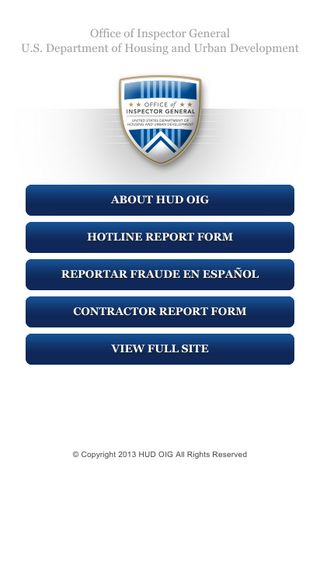 Office of Inspector General
U.S. Department of Housing and Urban Development
OFFICE of
INSPECTOR GENERAL
UNITED STATES DEPARTMENT OF
HOUSING AND URBAN DEVELOPMENT
ABOUT HUD OIG
HOTLINE REPORT FORM
REPORTAR FRAUDE EN ESPAÑOL
CONTRACTOR REPORT FORM
VIEW FULL SITE
© Copyright 2013 HUD OIG All Rights Reserved